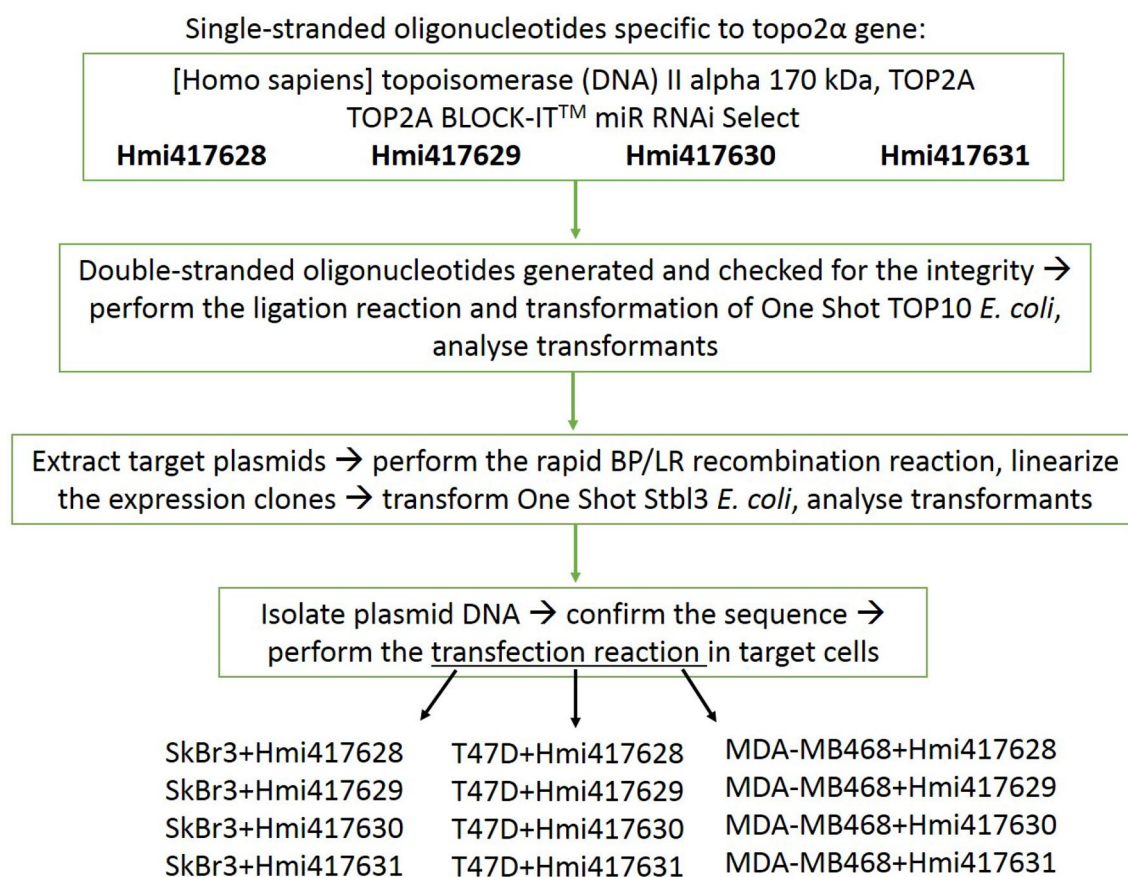 Single-stranded oligonucleotides specific to topo2α gene:
[Homo sapiens] topoisomerase (DNA) II alpha 170 kDa, TOP2A
TOP2A BLOCK-IT™ miR RNAi Select
Hmi417628 Hmi417629 Hmi417630 Hmi417631
Double-stranded oligonucleotides generated and checked for the integrity →
perform the ligation reaction and transformation of One Shot TOP10 E. coli,
analyse transformants
Extract target plasmids → perform the rapid BP/LR recombination reaction, linearize
the expression clones → transform One Shot Stbl3 E. coli, analyse transformants
Isolate plasmid DNA → confirm the sequence →
perform the transfection reaction in target cells
SkBr3+Hmi417628 T47D+Hmi417628 MDA-MB468+Hmi417628
SkBr3+Hmi417629 T47D+Hmi417629 MDA-MB468+Hmi417629
SkBr3+Hmi417630 T47D+Hmi417630 MDA-MB468+Hmi417630
SkBr3+Hmi417631 T47D+Hmi417631 MDA-MB468+Hmi417631